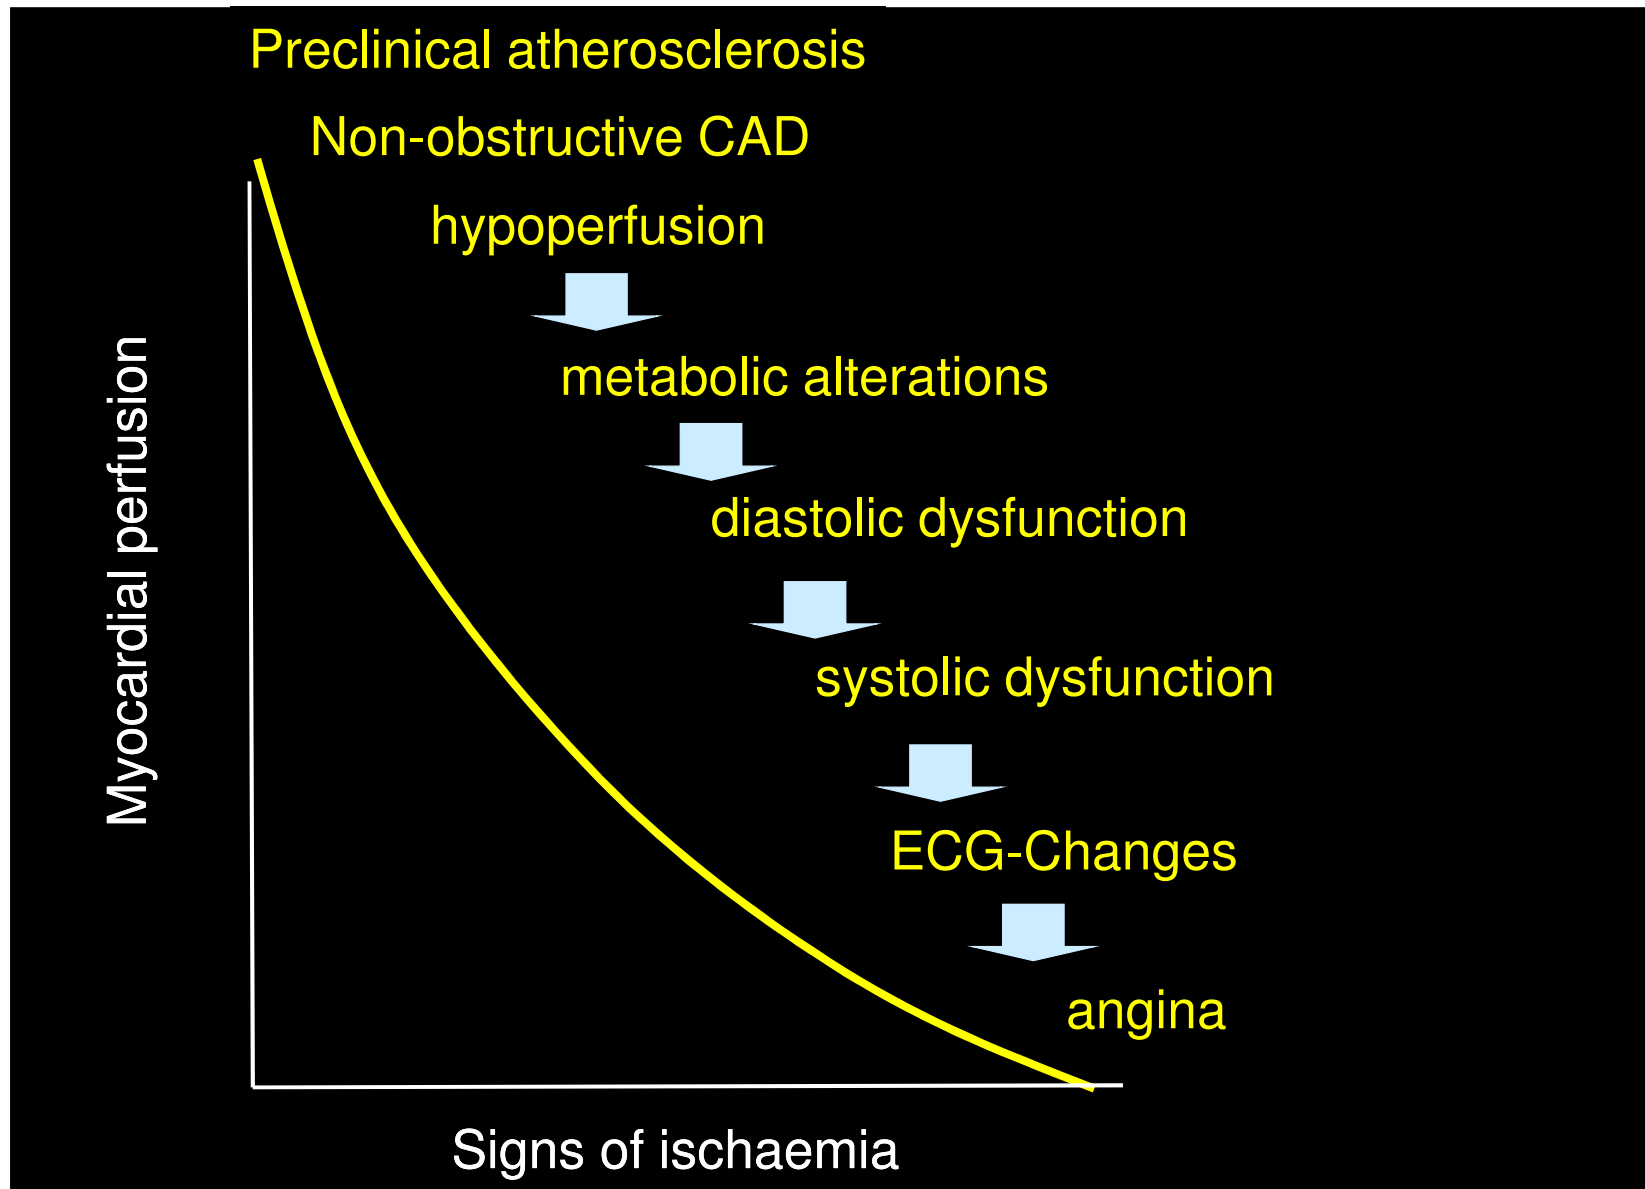 Preclinical atherosclerosis
Non-obstructive CAD
hypoperfusion
metabolic alterations
diastolic dysfunction
systolic dysfunction
ECG-Changes
angina
Myocardial perfusion
Signs of ischaemia